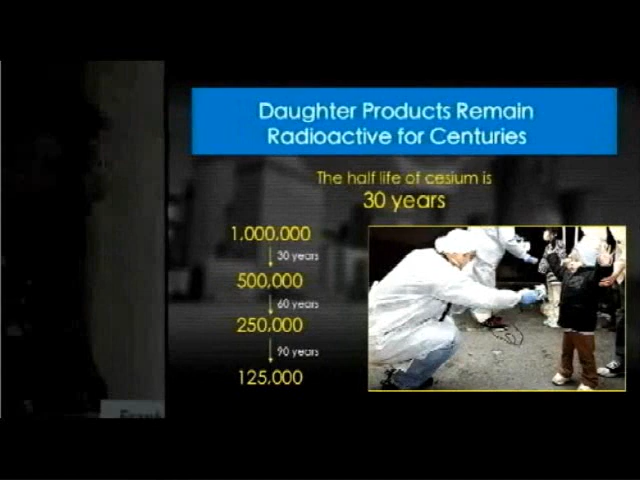 Daughter Products Remain
Radioactive for Centuries
The half life of cesium is
30 years
1,000,000
30 years
500,000
60 years
250,000
90 years
125,000